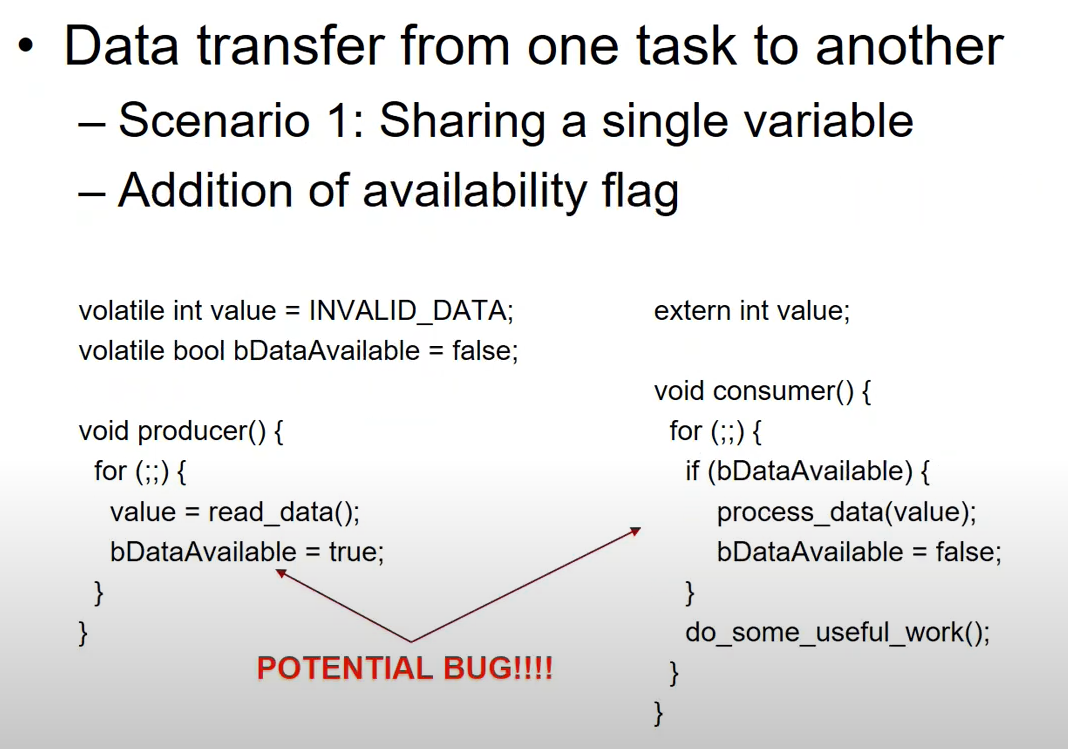 • Data transfer from one task to another
– Scenario 1: Sharing a single variable
– Addition of availability flag
volatile int value = INVALID_DATA;
volatile bool bDataAvailable = false;
void producer() {
for (;;) {
value = read_data();
bDataAvailable = true;
}
}
extern int value;
void consumer() {
for (;;) {
if (bDataAvailable) {
process_data(value);
bDataAvailable = false;
}
do_some_useful_work();
}
}
POTENTIAL BUG!!!!